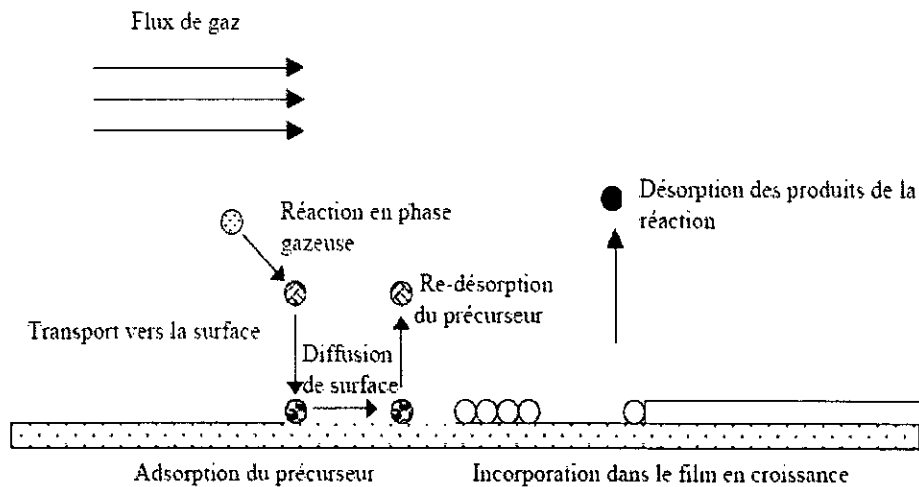 Flux de gaz
Désorption des produits de la
réaction
Réaction en phase
gazeuse
Re-désorption
du précurseur
Transport vers la surface
Diffusion
de surface
Adsorption du précurseur
Incorporation dans le film en croissance